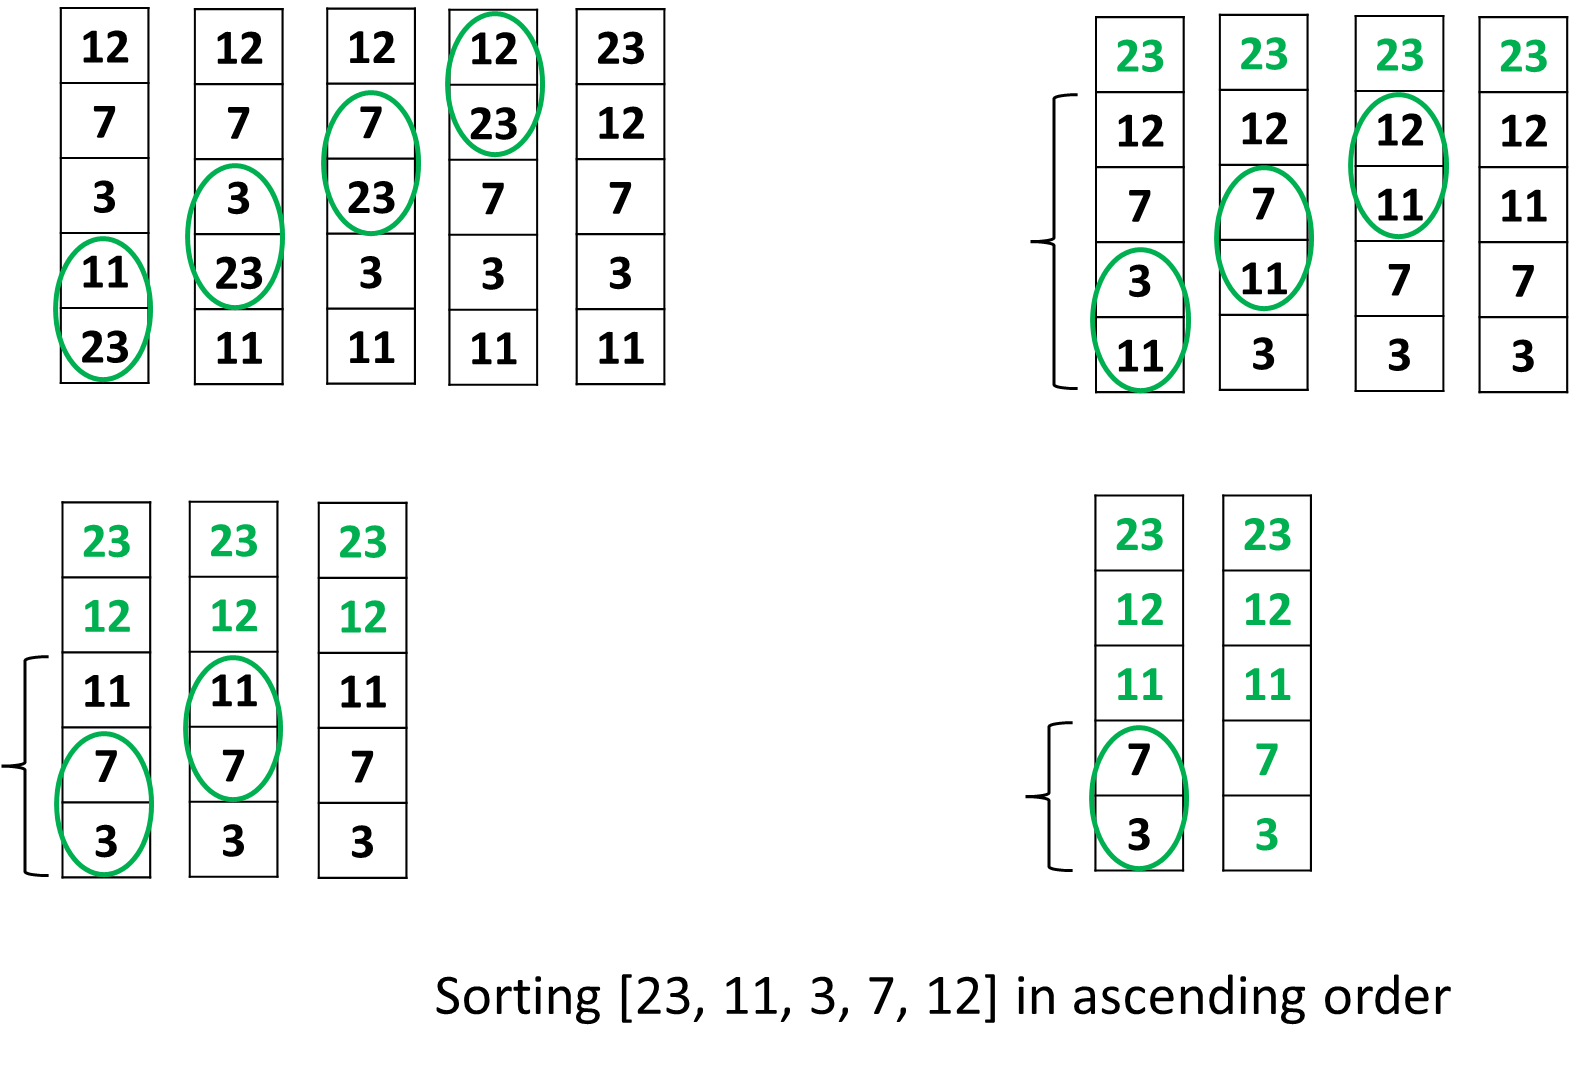 12 12 12 12 23
7 7 7 23 12
3 3 23 7 7
11 23 3 3 3
23 11 11 11 11
23 23 23 23
12 12 12 12
7 7 11 11
3 11 7 7
11 3 3 3
23 23 23
12 12 12
11 11 11
7 7 7
3 3 3
23 23
12 12
11 11
7 7
3 3
Sorting [23, 11, 3, 7, 12] in ascending order